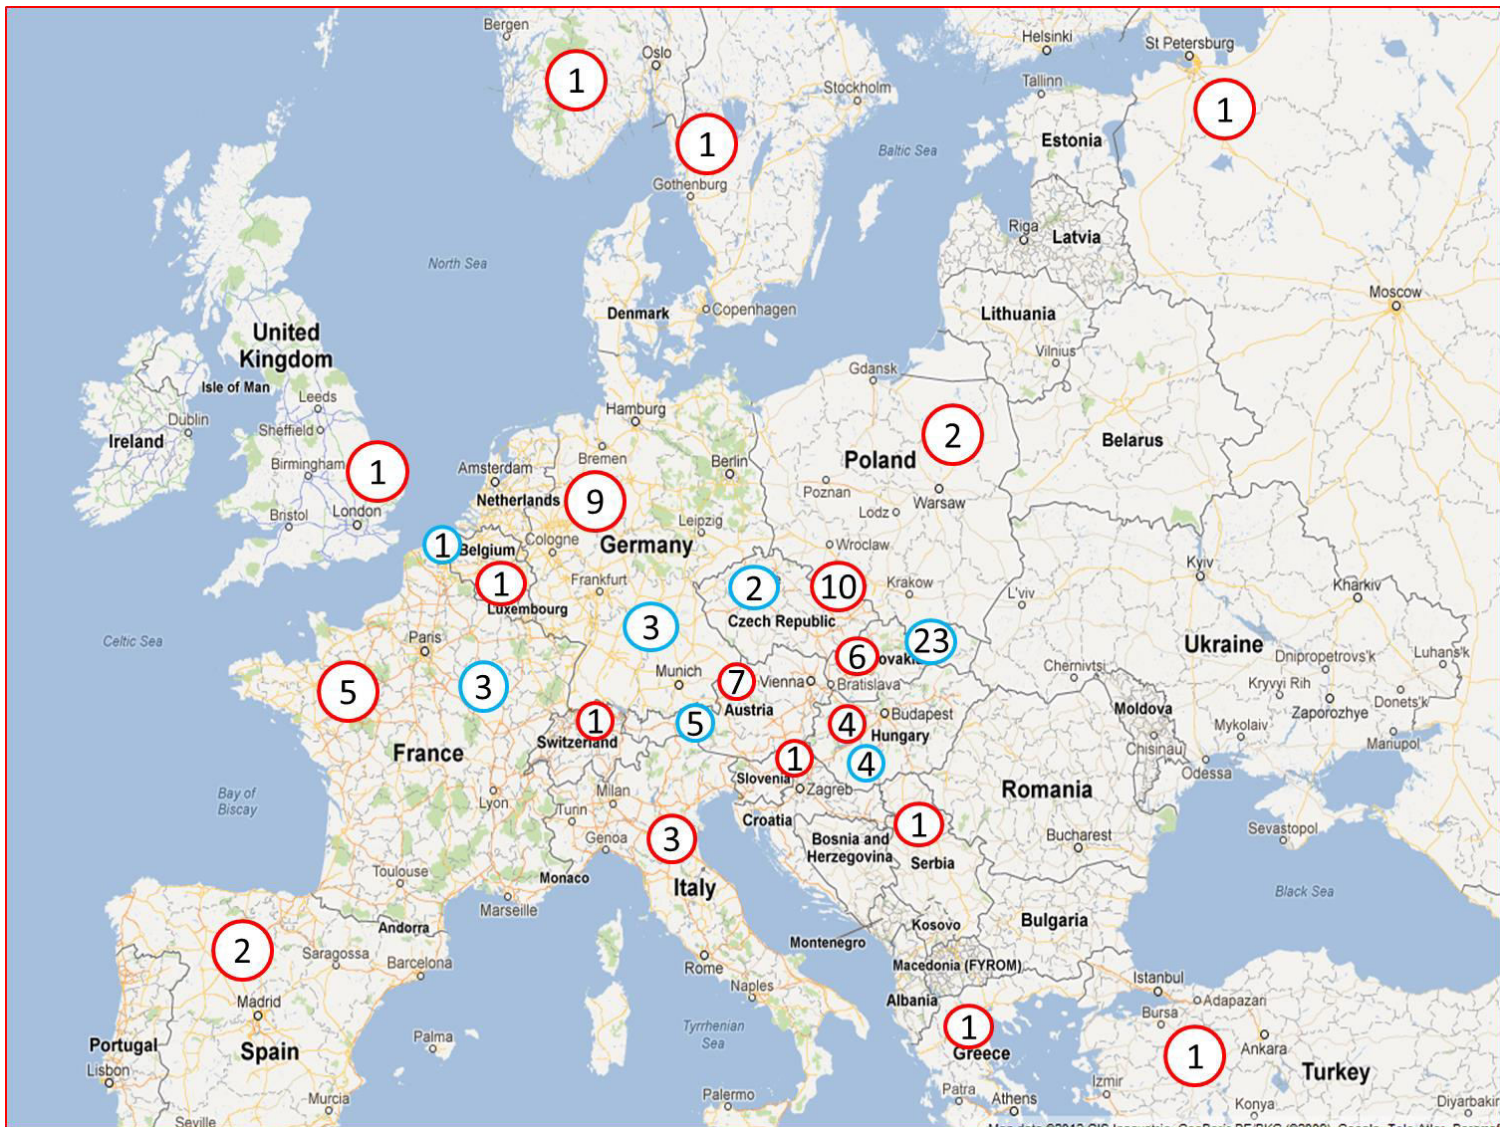 Bergen
Oslo
Helsinki
St Petersburg
1
Tallinn
Stockholm
1
1
Estonia
Baltic Sea
Gothenburg
Riga
Latvia
North Sea
Moscow
Denmark
Copenhagen
Lithuania
United
Kingdom
Vilnius
Gdansk
Isle of Man
Leeds
Hamburg
Dublin
Sheffield
Ireland
2
Belarus
Poland
Birmingham
1
Amsterdam
Bremen
Berlin
Netherlands
9
Poznan
Warsaw
Bristol
London
Leipzig
Lodz
1
Belgium
Cologne
Germany
Wroclaw
Kyiv
1
Frankfurt
2
10
Krakow
L'viv
Kharkiv
Luxembourg
Czech Republic
Celtic Sea
Paris
3
23
Ukraine
6
ovakia
Dnipropetrovs'k
Luhans'k
5
3
Munich
7
Vienna
Bratislava
Chernivtsi
Kryvyi Rih
Donets'k
Austria
Moldova
Zaporozhye
1
5
4
Budapest
Mykolaiv
Mariupol
Switzerland
Hungary
Chisinau
France
1
4
Odessa
Slovenia
Zagreb
Bay of
Biscay
Lyon
Milan
Romania
Turin
Croatia
1
Sevastopol
Genoa
3
Bosnia and
Herzegovina
Serbia
Bucharest
Toulouse
Monaco
Italy
Black Sea
Marseille
Andorra
Kosovo
Bulgaria
2
Saragossa
Barcelona
Montenegro
Rome
Macedonia (FYROM)
Istanbul
Naples
Albania
Adapazari
Madrid
Bursa
Portugal
Spain
Palma
Tyrrhenian
Sea
1
Greece
1
Ankara
Lisbon
Turkey
Murcia
Palermo
Patra
Athens
Izmir
Konya
Diyarbakir
Seville